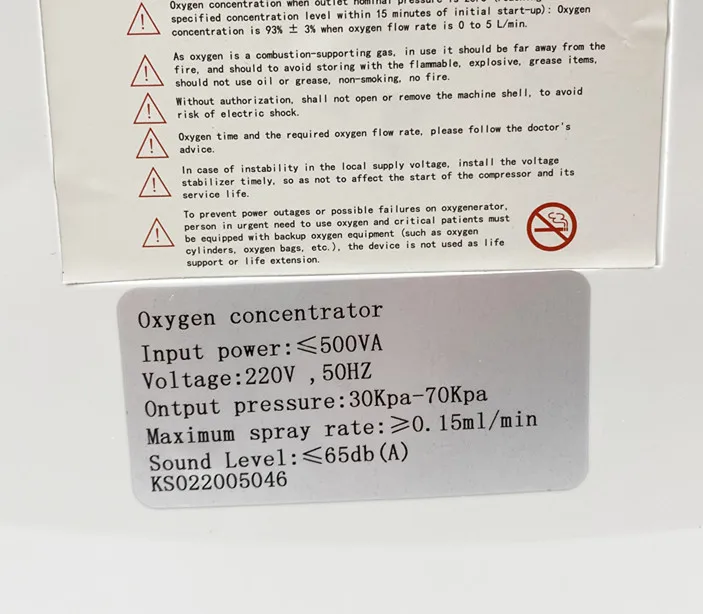 Oxygen concentration when outlet nominal pressure is zero
specified concentration level within 15 minutes of initial start-up): Oxygen
concentration is 93% ± 3% when oxygen flow rate is 0 to 5 L/min.
As oxygen is a combustion-supporting gas, in use it should be far away from the
fire, and should to avoid storing with the flammable, explosive, grease items,
should not use oil or grease, non-smoking, no fire.
Without authorization, shall not open or remove the machine shell, to avoid
risk of electric shock.
Oxygen time and the required oxygen flow rate, please follow the doctor's
advice.
In case of instability in the local supply voltage, install the voltage
stabilizer timely, so as not to affect the start of the compressor and its
service life.
To prevent power outages or possible failures on oxygenerator,
person in urgent need to use oxygen and critical patients must
be equipped with backup oxygen equipment (such as oxygen
cylinders, oxygen bags, etc.), the device is not used as life
support or life extension.
Oxygen concentrator
Input power:≤500VA
Voltage:220V ,50HZ
Ontput pressure:30Kpa-70Kpa
Maximum spray rate:≥0.15ml/min
Sound Level:≤65db(A)
KS022005046